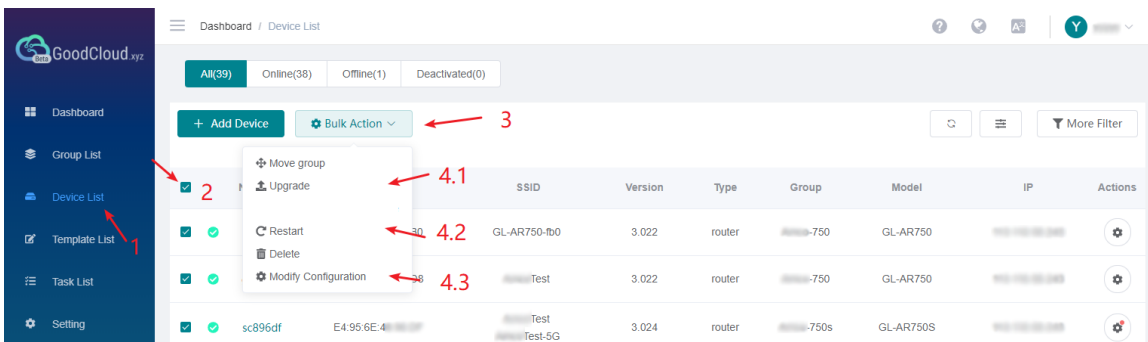 Dashboard / Device List
A
Y
Beta GoodCloud.xyz
All(39) Online(38) Offline(1) Deactivated(0)
Dashboard
+ Add Device Bulk Action 3 More Filter
Group List
Move group
4.1
2 Upgrade SSID Version Type Group Model IP Actions
Device List
Restart 4.2 GL-AR750-fb0 3.022 router -750 GL-AR750
Template List 1
Delete
Task List Modify Configuration 4.3 Test 3.022 router -750 GL-AR750
Setting sc896df E4:95:6E:4 Test 3.024 router -750s GL-AR750S
Test-5G